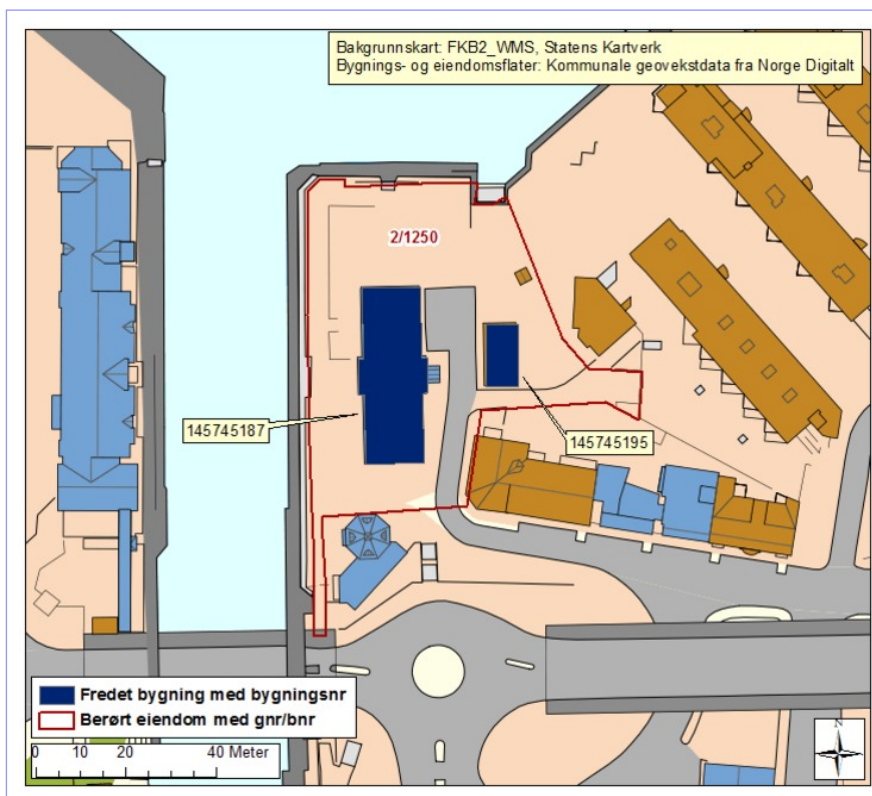 Bakgrunnskart: FKB2_WMS, Statens Kartverk
Bygnings- og eiendomsflater: Kommunale geovekstdata fra Norge Digitalt
2/1250
145745187
145745195
Fredet bygning med bygningsnr
Berørt eiendom med gnr/bnr
0 10 20 40 Meter
N